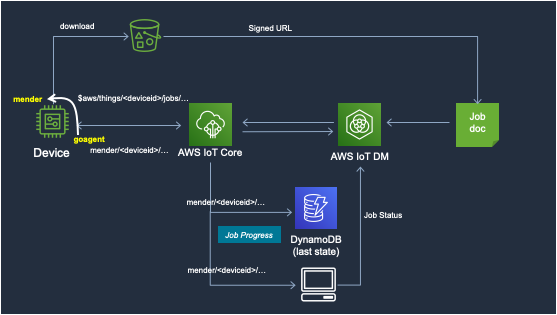 download
Signed URL
mender
$aws/things/<deviceid>/jobs/...
goagent
Device
mender/<deviceid>/...
AWS IoT Core
AWS IoT DM
Job
doc
mender/<deviceid>/...
Job Progress
DynamoDB
(last state)
Job Status
mender/<deviceid>/...